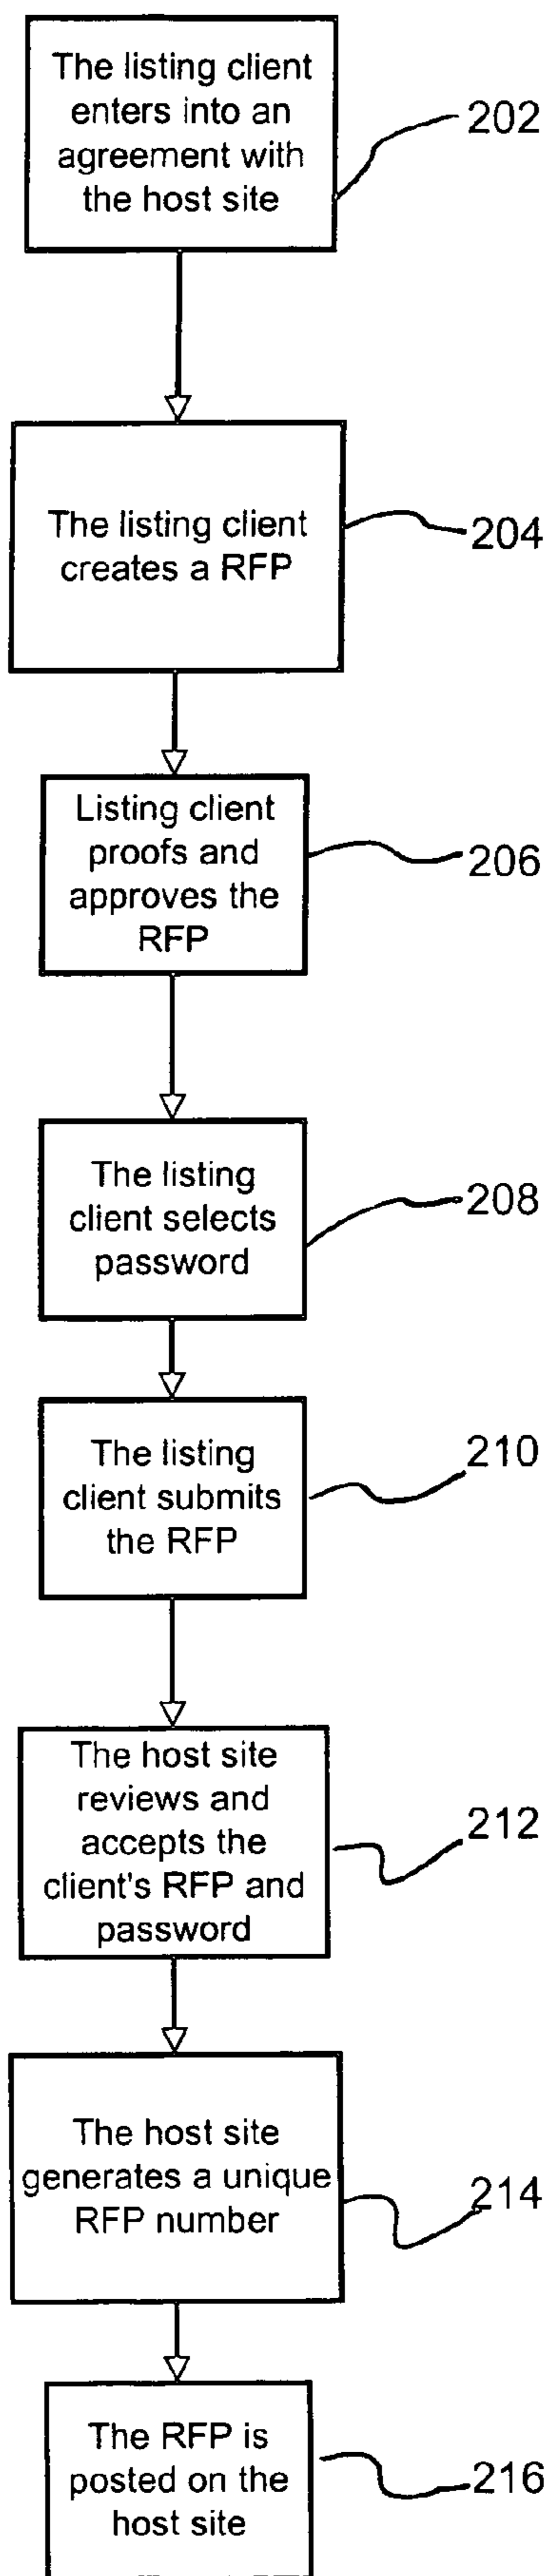 The listing client
enters into an
agreement with
the host site
202
The listing client
creates a RFP
204
Listing client
proofs and
approves the
RFP
206
The listing
client selects
password
208
The listing
client submits
the RFP
210
The host site
reviews and
accepts the
client's RFP and
password
212
The host site
generates a unique
RFP number
214
The RFP is
posted on the
host site
216